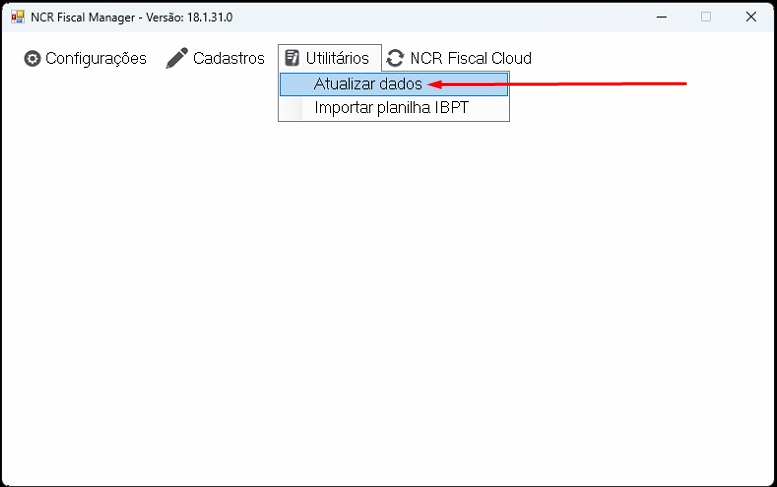 NCR Fiscal Manager - Versão: 18.1.31.0
Configurações Cadastros Utilitários NCR Fiscal Cloud
Atualizar dados
Importar planilha IBPT